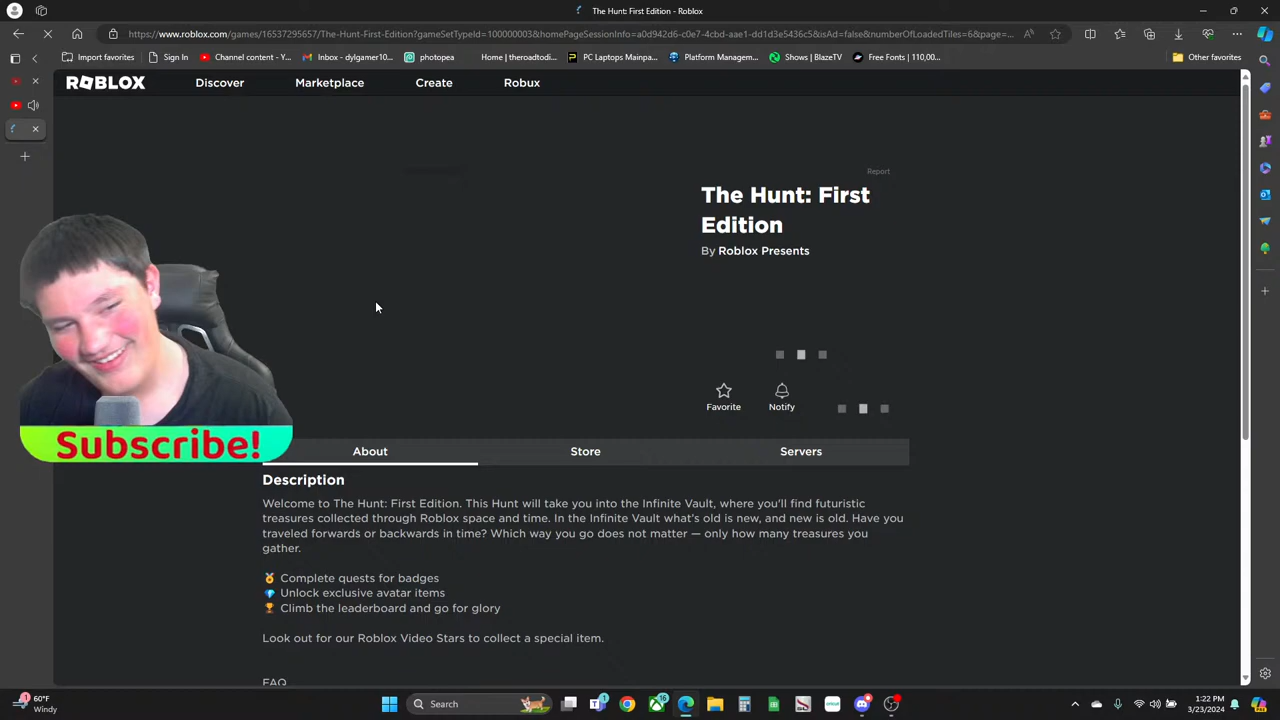 The Hunt: First Edition - Roblox
https://www.roblox.com/games/16537295657/The-Hunt-First-Edition?gameSetTypeId=100000003&homePageSessionInfo=a0d942d6-c0e7-4cbd-aae1-dd1d3e5436c5&isAd=false&numberOfLoadedTiles=6&page=...
Import favorites
Sign In
Channel content - Y...
Inbox - dylgamer10...
photopea
Home | theroadtodi...
PC Laptops Mainpa...
Platform Managem...
Shows | BlazeTV
Free Fonts | 110,00...
Other favorites
ROBLOX
Discover
Marketplace
Create
Robux
Report
The Hunt: First
Edition
By Roblox Presents
Favorite
Notify
Subscribe!
About
Store
Servers
Description
Welcome to The Hunt: First Edition. This Hunt will take you into the Infinite Vault, where you'll find futuristic
treasures collected through Roblox space and time. In the Infinite Vault what's old is new, and new is old. Have you
traveled forwards or backwards in time? Which way you go does not matter — only how many treasures you
gather.
🏅 Complete quests for badges
💎 Unlock exclusive avatar items
🏆 Climb the leaderboard and go for glory
Look out for our Roblox Video Stars to collect a special item.
FAQ
1
60°F
Windy
Search
1
16
1:22 PM
3/23/2024